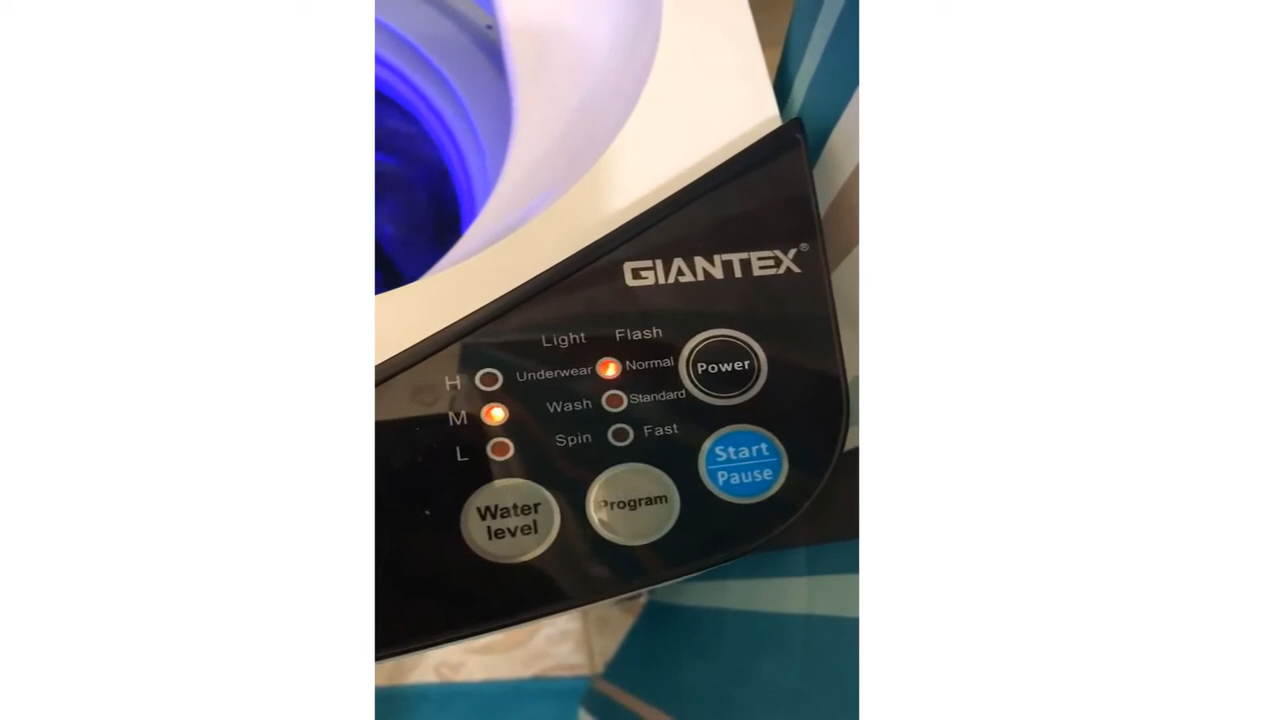 GIANTEX®
Light Flash
Underwear Normal
H
Wash Standard
M
Spin Fast
L
Power
Start
Pause
Program
Water
level